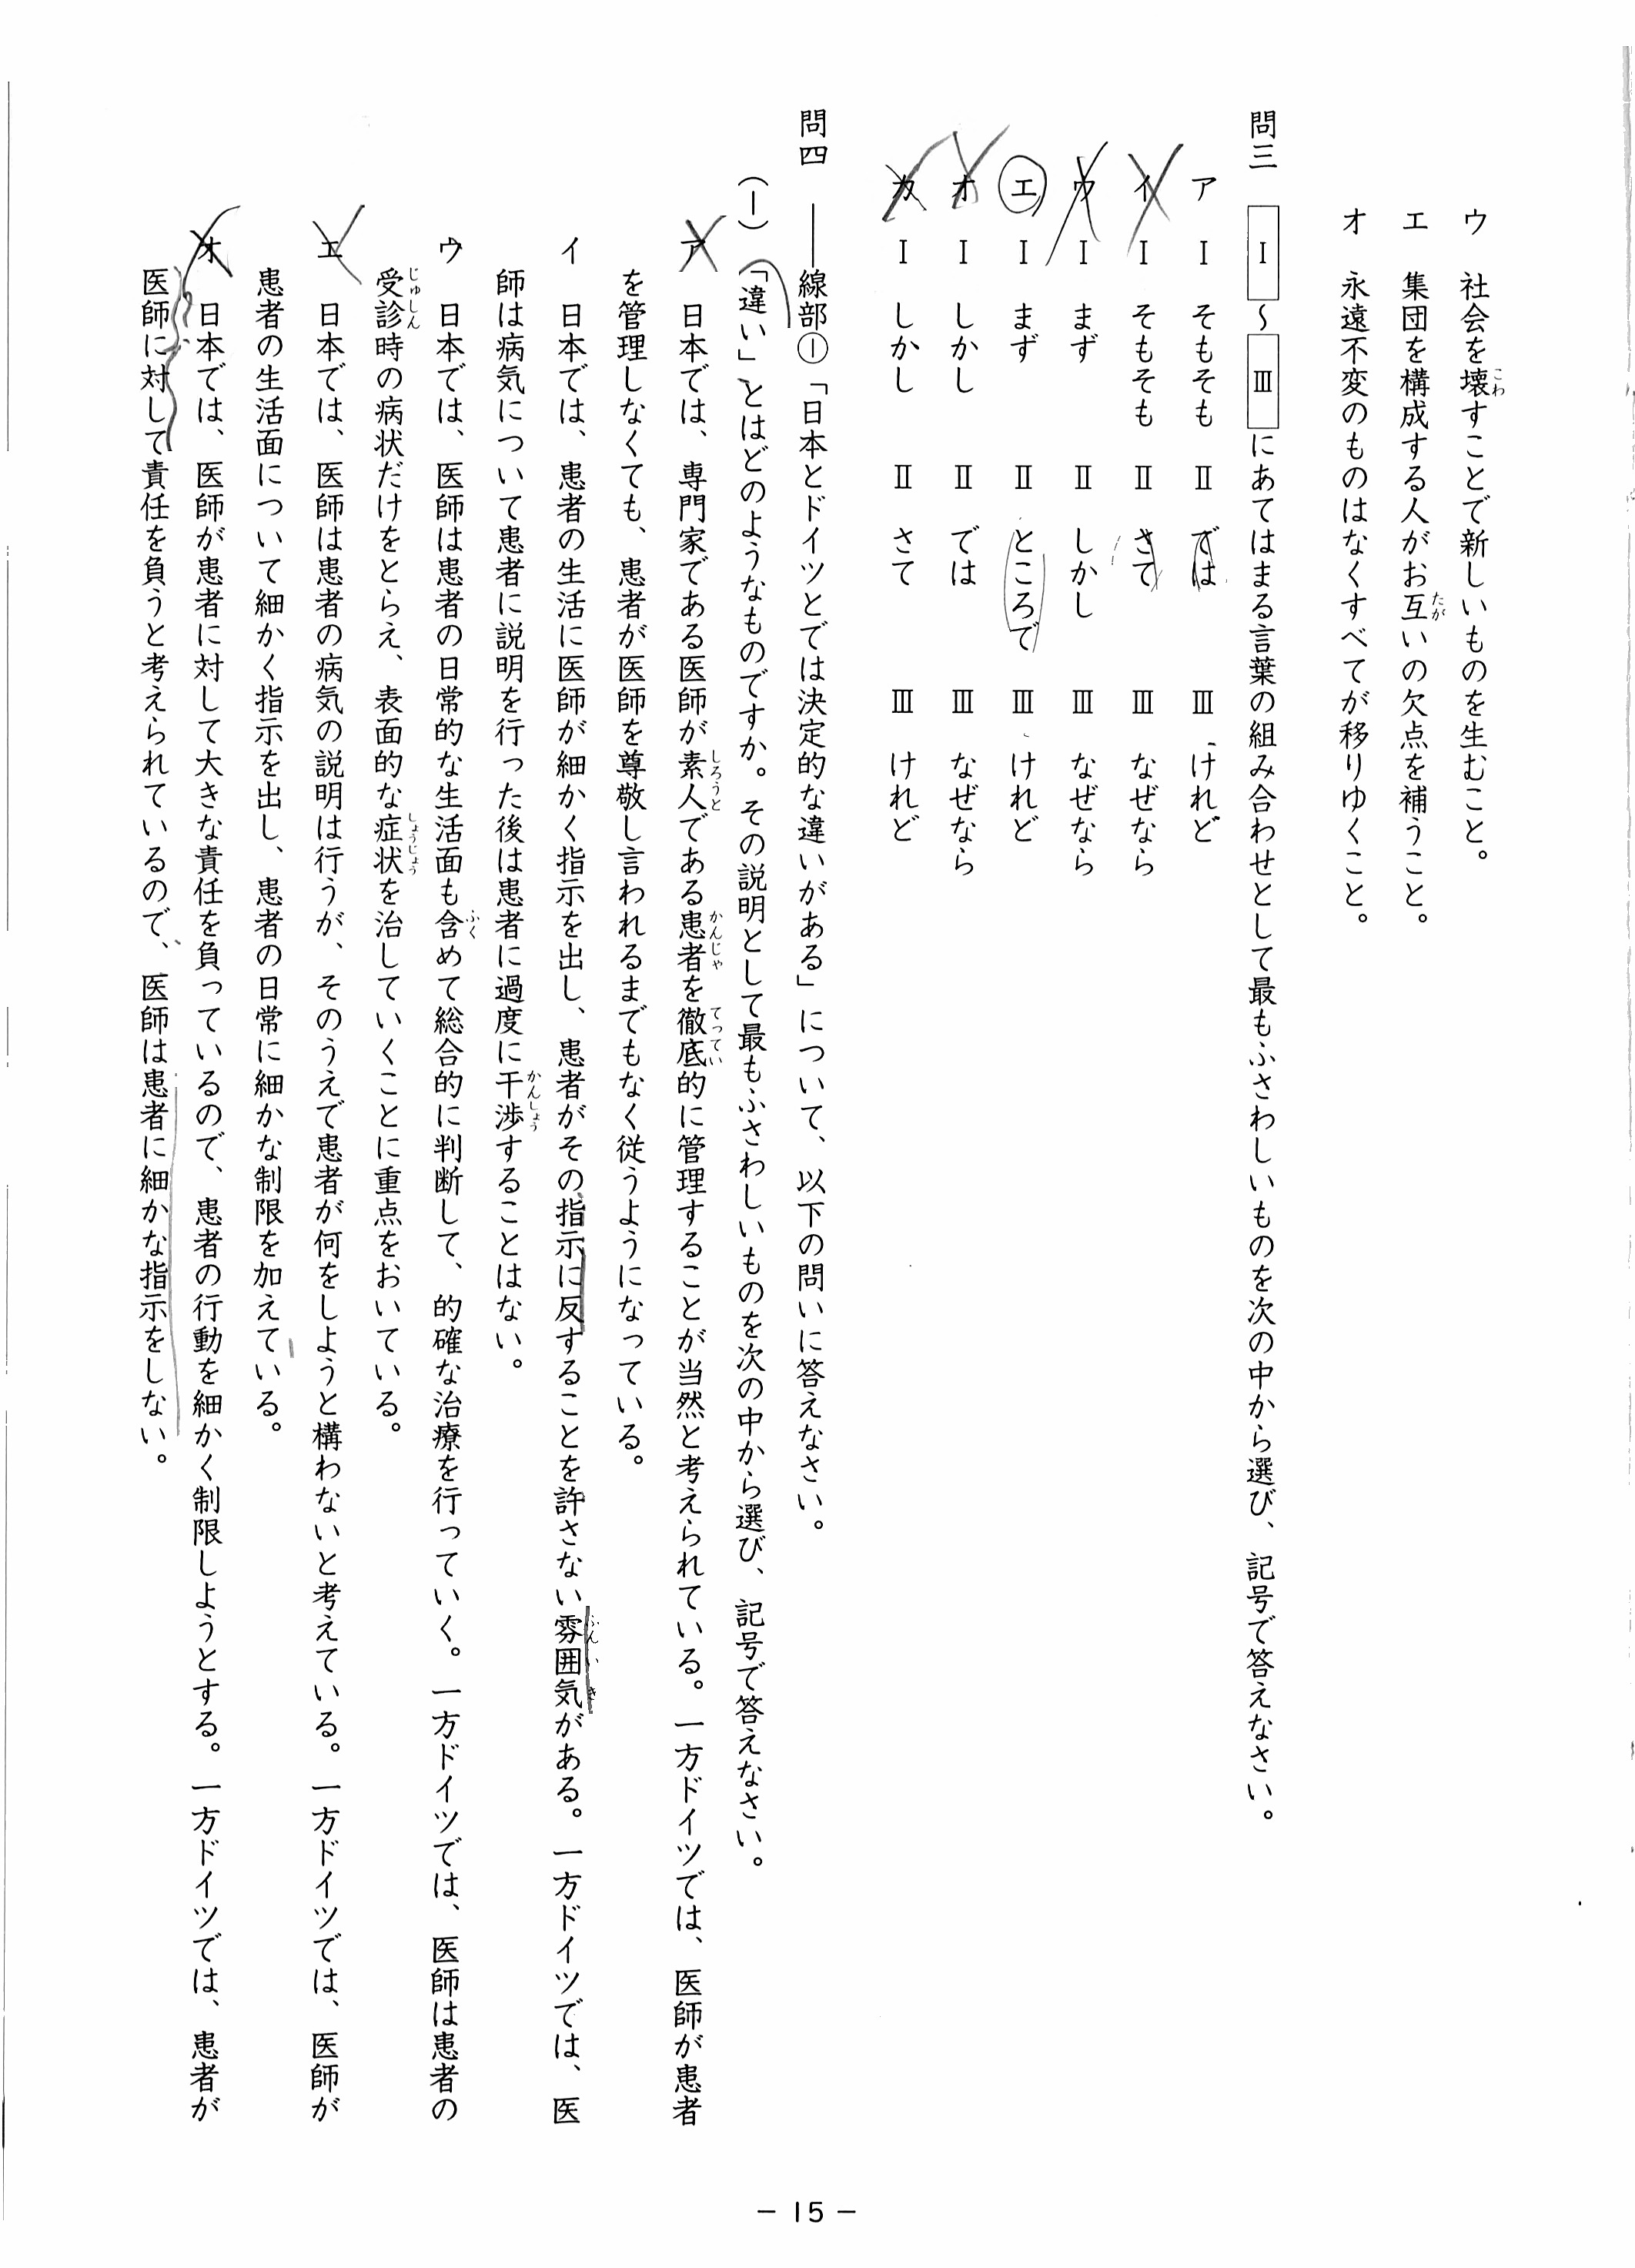 ウ　社会を壊すことで新しいものを生むこと。
エ　集団を構成する人がお互いの欠点を補うこと。
オ　永遠不変のものはなくすべてが移りゆくこと。
問三　Ⅰ～Ⅲにあてはまる言葉の組み合わせとして最もふさわしいものを次の中から選び、記号で答えなさい。
ア　Ⅰ　そもそも　Ⅱ　では　Ⅲ　けれど
イ　Ⅰ　そもそも　Ⅱ　さて　Ⅲ　なぜなら
ウ　Ⅰ　まず　Ⅱ　しかし　Ⅲ　なぜなら
エ　Ⅰ　まず　Ⅱ　ところで　Ⅲ　けれど
オ　Ⅰ　しかし　Ⅱ　では　Ⅲ　なぜなら
カ　Ⅰ　しかし　Ⅱ　さて　Ⅲ　けれど
問四　――線部①「日本とドイツとでは決定的な違いがある」について、以下の問いに答えなさい。
(1)　「違い」とはどのようなものですか。その説明として最もふさわしいものを次の中から選び、記号で答えなさい。
ア　日本では、専門家である医師が素人である患者を徹底的に管理することが当然と考えられている。一方ドイツでは、医師が患者
を管理しなくても、患者が医師を尊敬し言われるまでもなく従うようになっている。
イ　日本では、患者の生活に医師が細かく指示を出し、患者がその指示に反することを許さない雰囲気がある。一方ドイツでは、医
師は病気について患者に説明を行った後は患者に過度に干渉することはない。
ウ　日本では、医師は患者の日常的な生活面も含めて総合的に判断して、的確な治療を行っていく。一方ドイツでは、医師は患者の
受診時の病状だけをとらえ、表面的な症状を治していくことに重点をおいている。
エ　日本では、医師は患者の病気の説明は行うが、そのうえで患者が何をしようと構わないと考えている。一方ドイツでは、医師が
患者の生活面について細かく指示を出し、患者の日常に細かな制限を加えている。
オ　日本では、医師が患者に対して大きな責任を負っているので、患者の行動を細かく制限しようとする。一方ドイツでは、患者が
医師に対して責任を負うと考えられているので、医師は患者に細かな指示をしない。
－15－